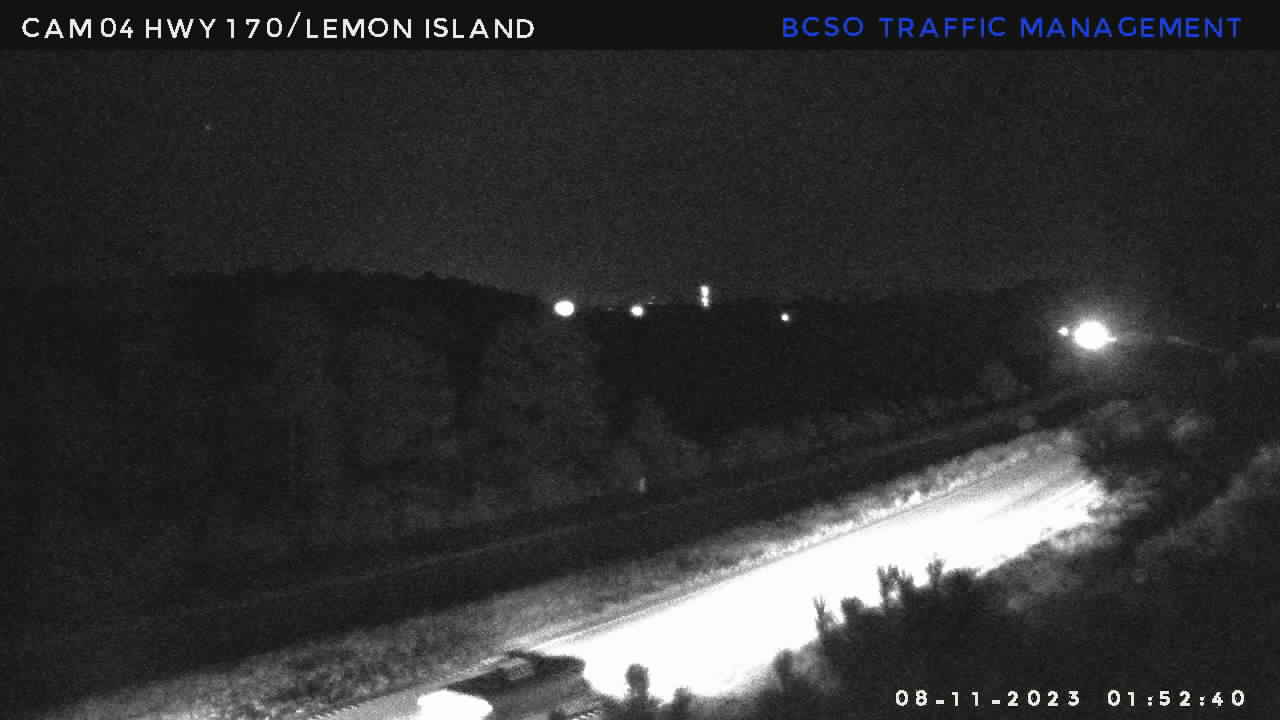 CAM04 HWY 170/LEMON ISLAND
BCSO TRAFFIC MANAGEMENT
08-11-2023 01:52:40